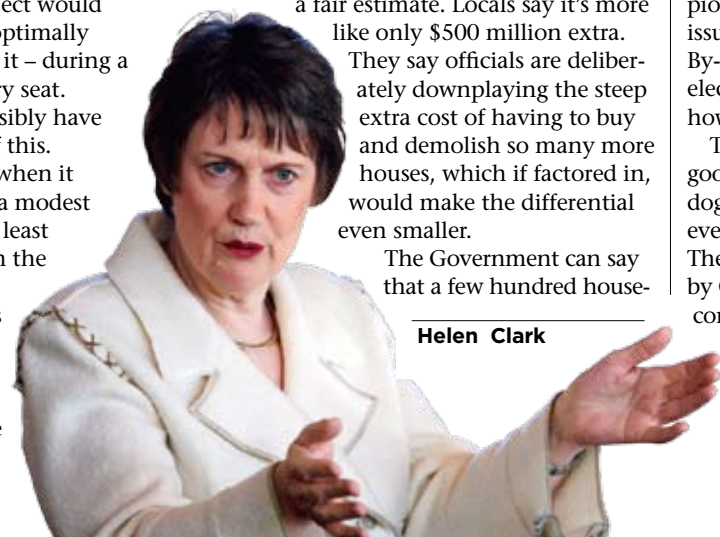 ject would
optimally
it – during a
ry seat.
sibly have
this.
when it
a modest
least
n the
a fair estimate. Locals say it's more
like only $500 million extra.
They say officials are deliber-
ately downplaying the steep
extra cost of having to buy
and demolish so many more
houses, which if factored in,
would make the differential
even smaller.
The Government can say
that a few hundred house-
Helen Clark
pio
issu
By-
elec
how
T
goo
dog
eve
The
by
con